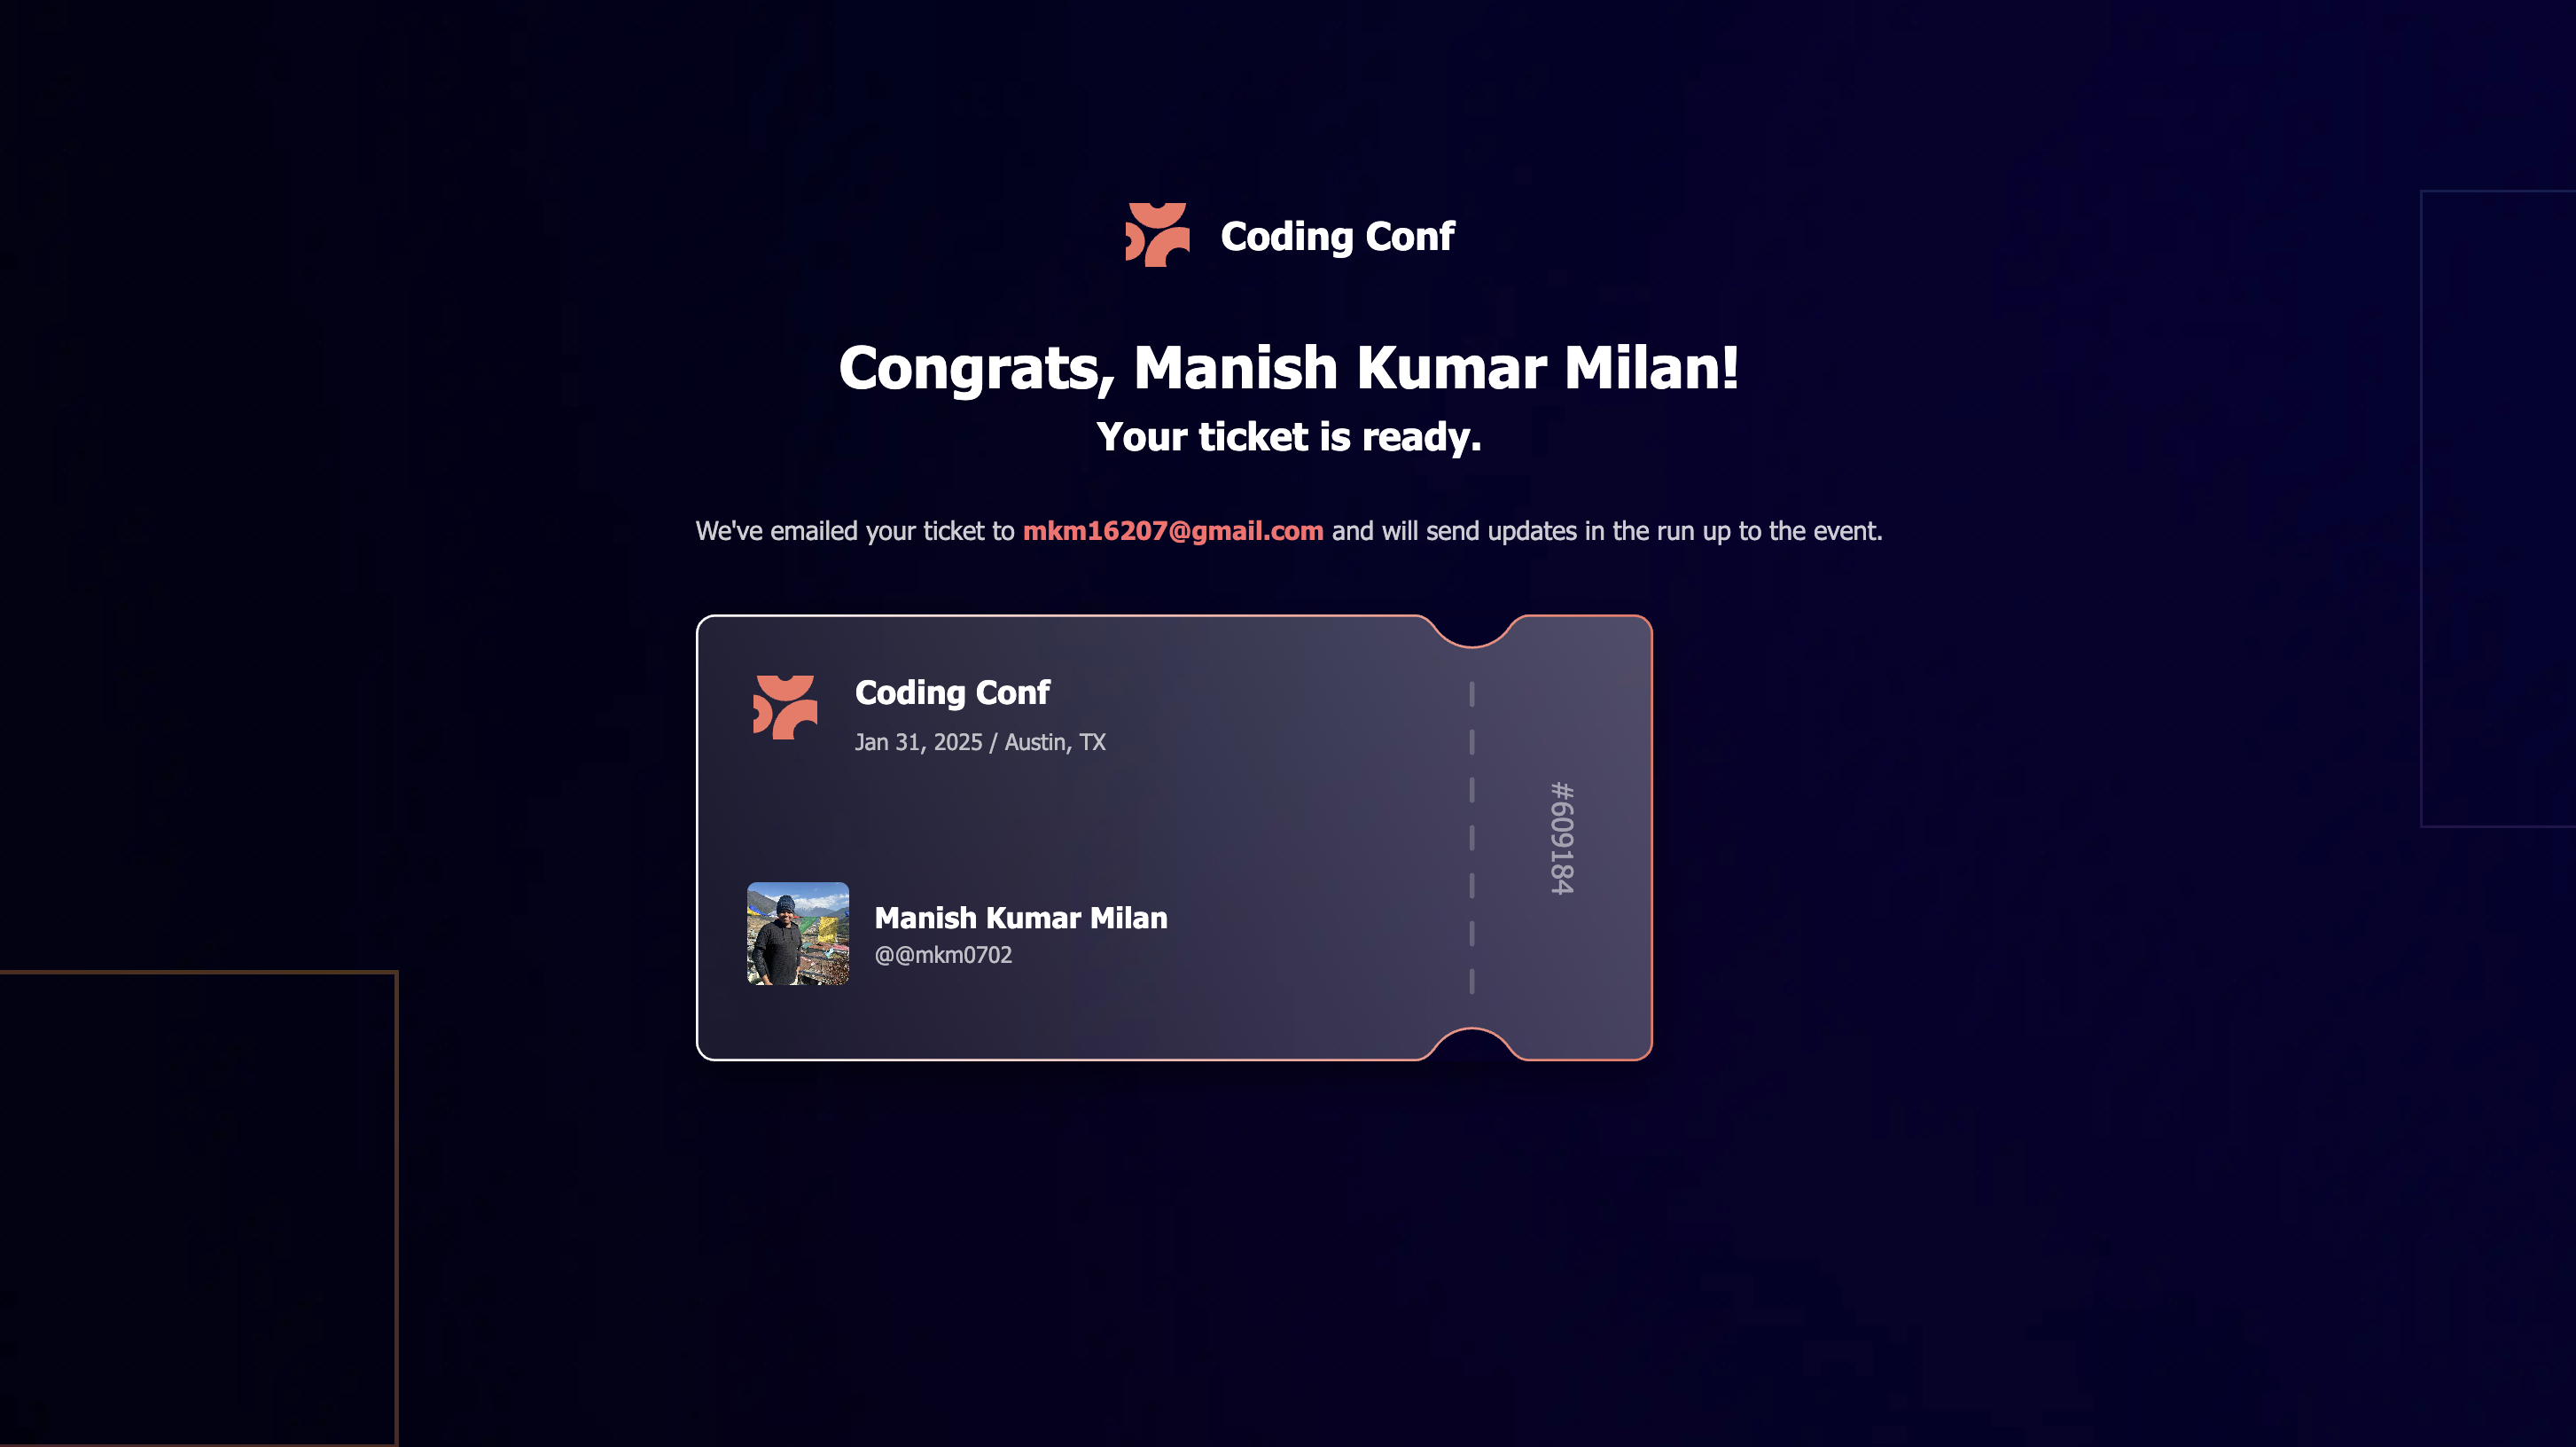 Coding Conf
Congrats, Manish Kumar Milan!
Your ticket is ready.
We've emailed your ticket to mkm16207@gmail.com and will send updates in the run up to the event.
Coding Conf
Jan 31, 2025 / Austin, TX
#609184
Manish Kumar Milan
@@mkm0702